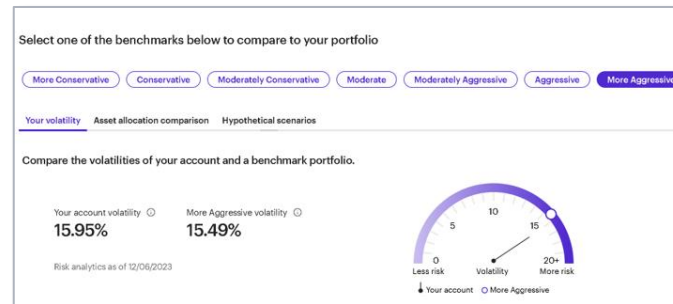 Select one of the benchmarks below to compare to your portfolio
More Conservative Conservative Moderately Conservative Moderate Moderately Aggressive Aggressive More Aggressive
Your volatility Asset allocation comparison Hypothetical scenarios
Compare the volatilities of your account and a benchmark portfolio.
Your account volatility More Aggressive volatility
15.95% 15.49%
Risk analytics as of 12/06/2023
0 5 10 15 20+
Less risk Volatility More risk
Your account More Aggressive